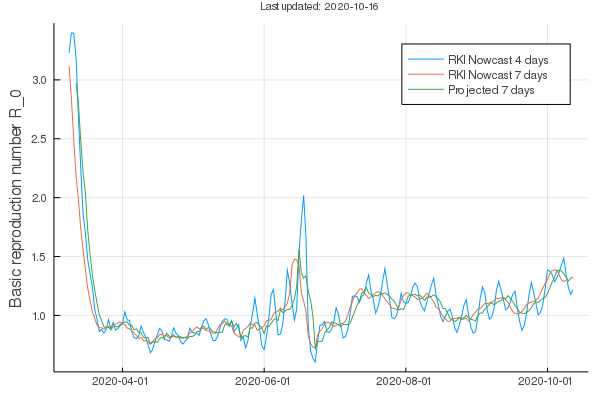 Last updated: 2020-10-16
RKI Nowcast 4 days
RKI Nowcast 7 days
Projected 7 days
Basic reproduction number R_0
3.0
2.5
2.0
1.5
1.0
2020-04-01
2020-06-01
2020-08-01
2020-10-01